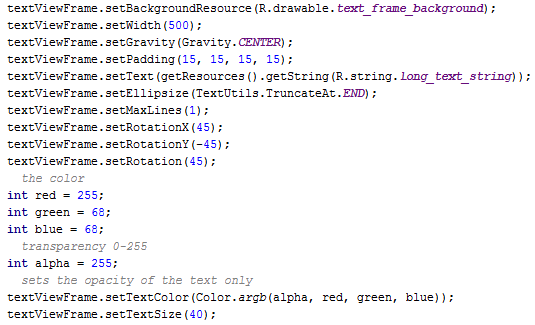 textViewFrame.setBackgroundResource(R.drawable.text_frame_background);
textViewFrame.setWidth(500);
textViewFrame.setGravity(Gravity.CENTER);
textViewFrame.setPadding(15, 15, 15, 15);
textViewFrame.setText(getResources().getString(R.string.long_text_string));
textViewFrame.setEllipsize(TextUtils.TruncateAt.END);
textViewFrame.setMaxLines(1);
textViewFrame.setRotationX(45);
textViewFrame.setRotationY(-45);
textViewFrame.setRotation(45);
the color
int red = 255;
int green = 68;
int blue = 68;
transparency 0-255
int alpha = 255;
sets the opacity of the text only
textViewFrame.setTextColor(Color.argb(alpha, red, green, blue));
textViewFrame.setTextSize(40);